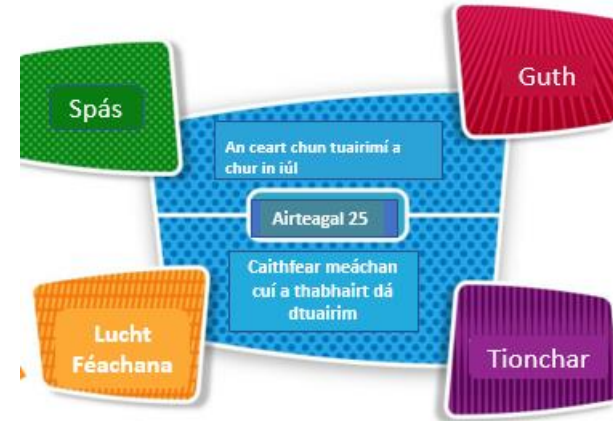 Spás
Guth
An ceart chun tuairimí a
chur in iúl
Airteagal 25
Caithfear meáchan
cuí a thabhairt dá
dtuairim
Lucht
Féachana
Tionchar